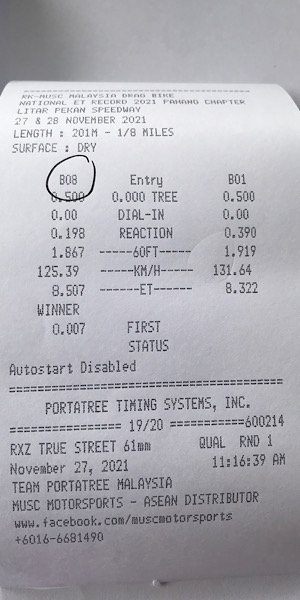 RK-MUSC MALAYSIA DRAG BIKE
NATIONAL ET RECORD 2021 PAHANG CHAPTER
LITAR PEKAN SPEEDWAY
27 & 28 NOVEMBER 2021
LENGTH : 201M - 1/8 MILES
SURFACE : DRY
B08 Entry B01
0.500 0.000 TREE 0.500
0.00 DIAL-IN 0.00
0.198 REACTION 0.390
1.867 ------60FT------ 1.919
125.39 ------KM/H------ 131.64
8.507 -------ET------- 8.322
WINNER
0.007 FIRST
STATUS
Autostart Disabled
PORTATREE TIMING SYSTEMS, INC.
================ 19/20 ===========600214
RXZ TRUE STREET 61mm QUAL RND 1
November 27, 2021 11:16:39 AM
TEAM PORTATREE MALAYSIA
MUSC MOTORSPORTS - ASEAN DISTRIBUTOR
www.facebook.com/muscmotorsports
+6016-6681490